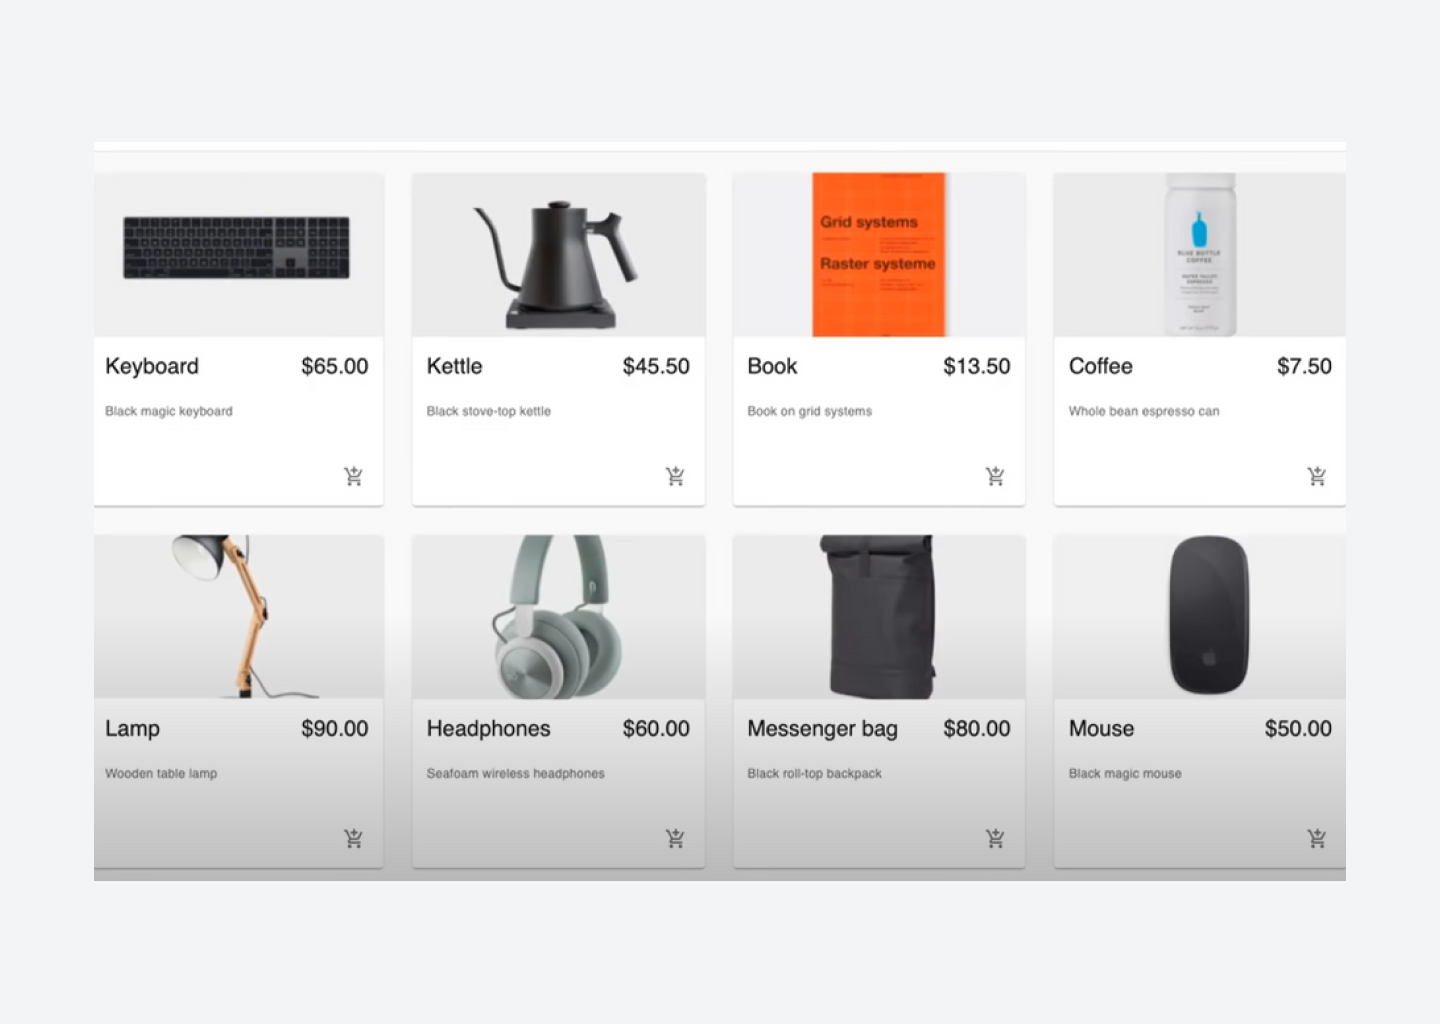 Grid systems
Raster systeme
BLUE BOTTLE
COFFEE
Keyboard $65.00
Kettle $45.50
Book $13.50
Coffee $7.50
Black magic keyboard
Black stove-top kettle
Book on grid systems
Whole bean espresso can
Lamp $90.00
Headphones $60.00
Messenger bag $80.00
Mouse $50.00
Wooden table lamp
Seafoam wireless headphones
Black roll-top backpack
Black magic mouse